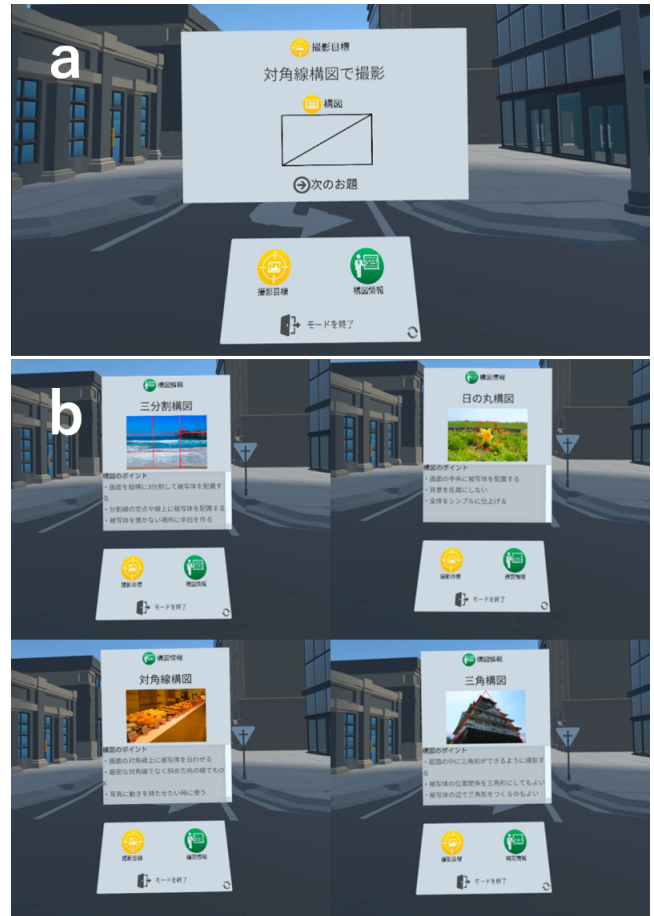 a
撮影目標
対角線構図で撮影
構図
次のお題
撮影目標
構図情報
モードを終了
b
構図情報
三分割構図
構図のポイント
・画面を縦横に3分割して被写体を配置す
る
・分割線の交点や線上に被写体を配置する
・被写体を置かない場所に余白を作る
撮影目標
構図情報
モードを終了
構図情報
日の丸構図
構図のポイント
・画面の中央に被写体を配置する
・背景を乱雑にしない
・全体をシンプルに仕上げる
撮影目標
構図情報
モードを終了
構図情報
対角線構図
構図のポイント
・画面の対角線上に被写体を沿わせる
・厳密な対角線でなく斜め方向の線でもO
K
・写真に動きを持たせたい時に使う
撮影目標
構図情報
モードを終了
構図情報
三角構図
構図のポイント
・画面の中に三角形ができるように撮影す
る
・被写体の位置関係を三角形にしてもよい
・被写体の辺で三角形をつくるのもよい
撮影目標
構図情報
モードを終了